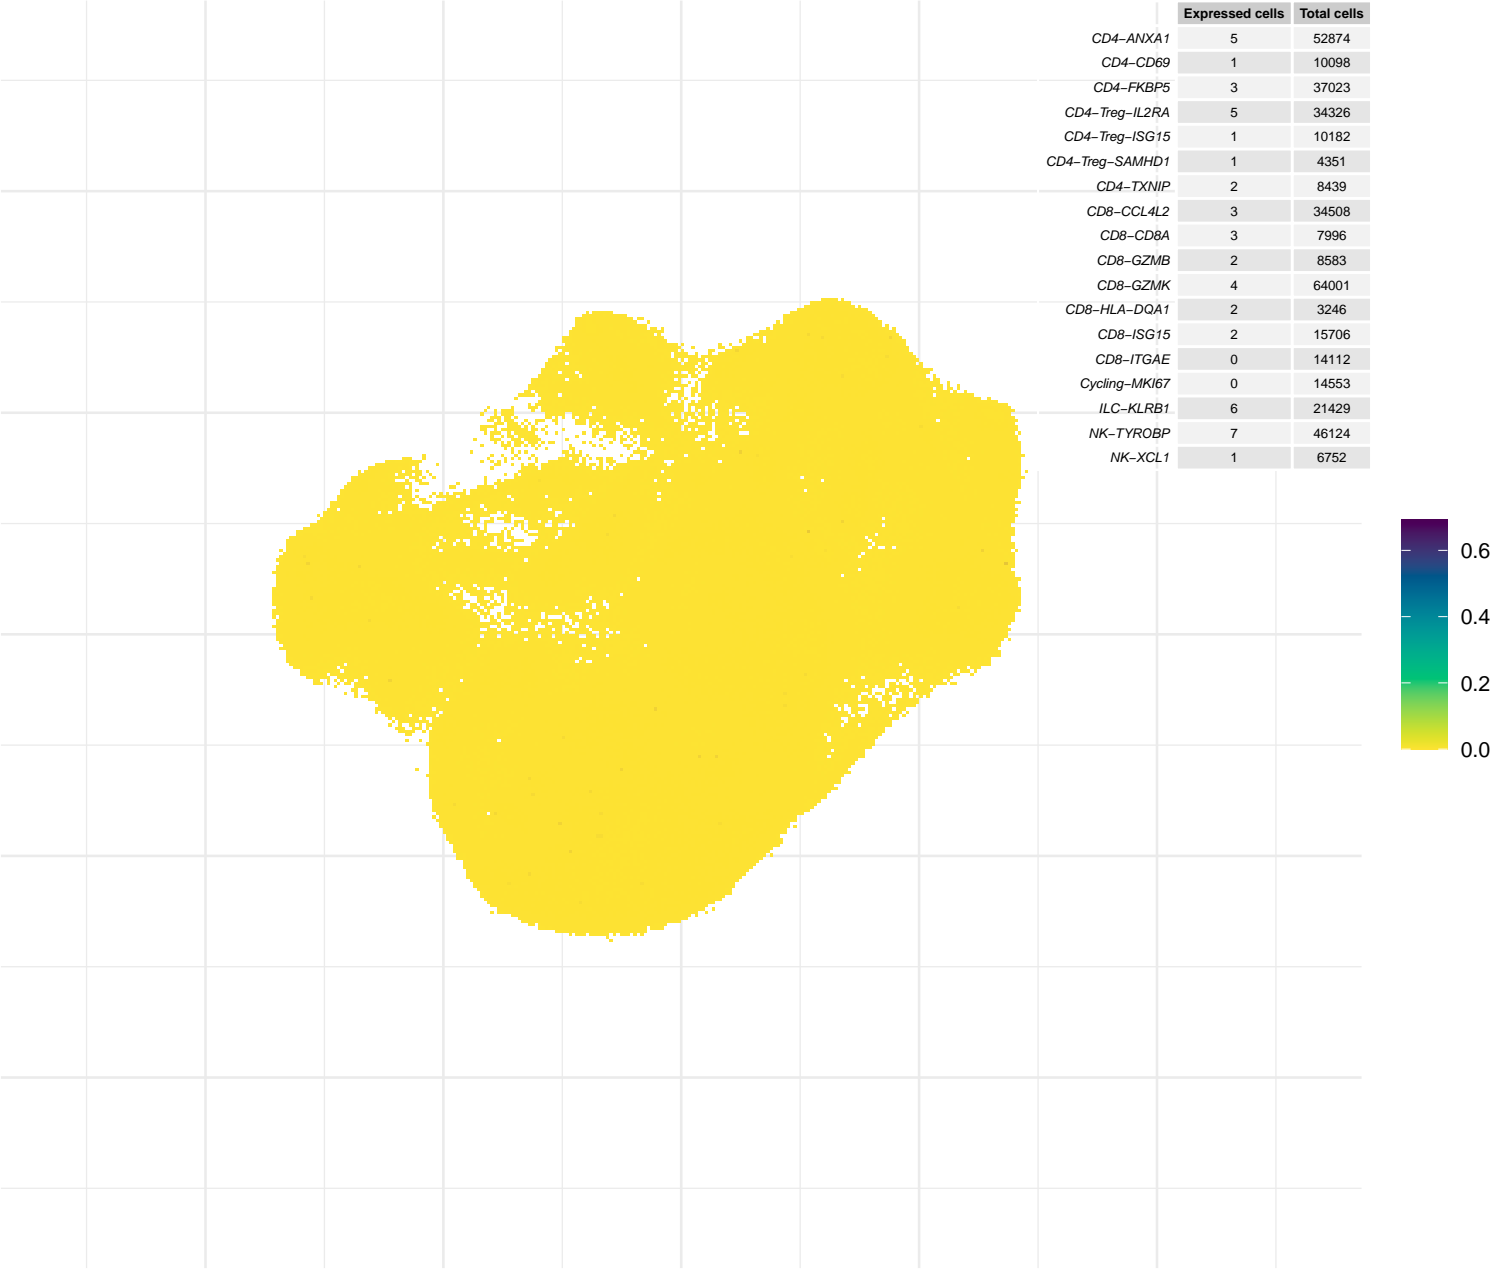 Expressed cells Total cells
CD4−ANXA1 5 52874
CD4−CD69 1 10098
CD4−FKBP5 3 37023
CD4−Treg−IL2RA 5 34326
CD4−Treg−ISG15 1 10182
CD4−Treg−SAMHD1 1 4351
CD4−TXNIP 2 8439
CD8−CCL4L2 3 34508
CD8−CD8A 3 7996
CD8−GZMB 2 8583
CD8−GZMK 4 64001
CD8−HLA−DQA1 2 3246
CD8−ISG15 2 15706
CD8−ITGAE 0 14112
Cycling−MKI67 0 14553
ILC−KLRB1 6 21429
NK−TYROBP 7 46124
NK−XCL1 1 6752
0.6
0.4
0.2
0.0